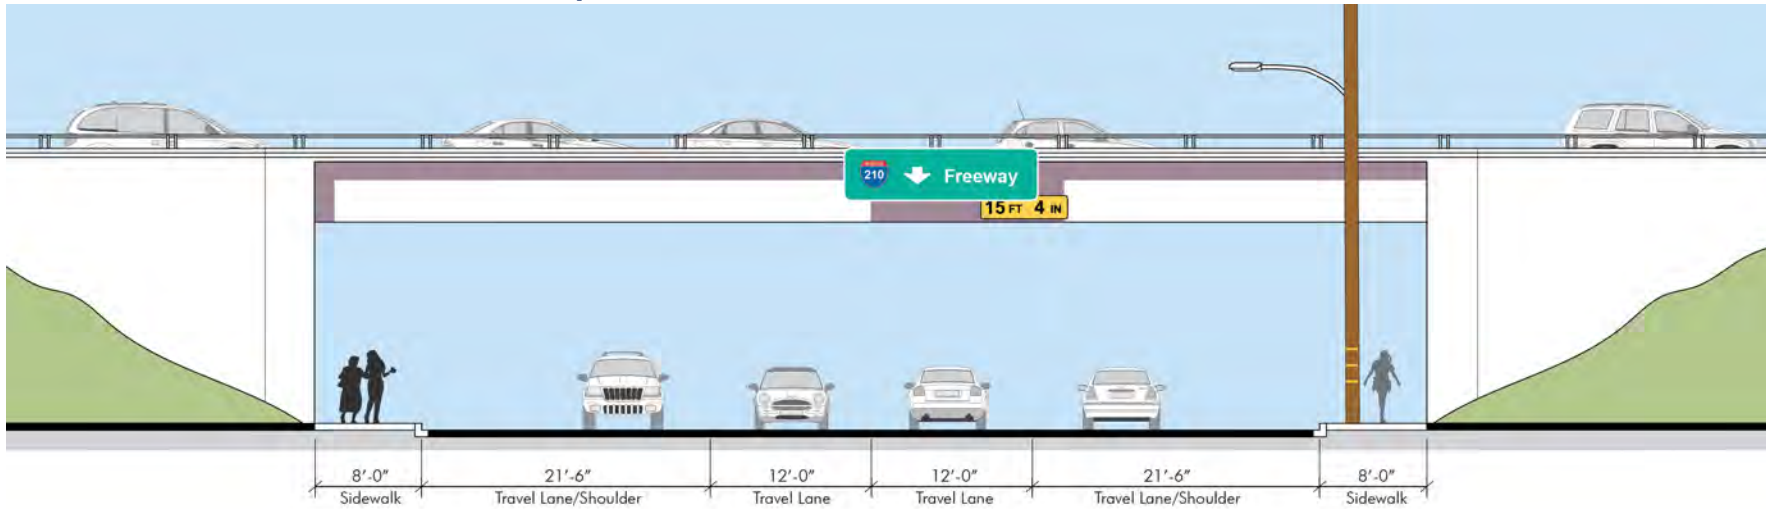 210 Freeway
15 FT 4 IN
8'-0" 21'-6" 12'-0" 12'-0" 21'-6" 8'-0"
Sidewalk Travel Lane/Shoulder Travel Lane Travel Lane Travel Lane/Shoulder Sidewalk